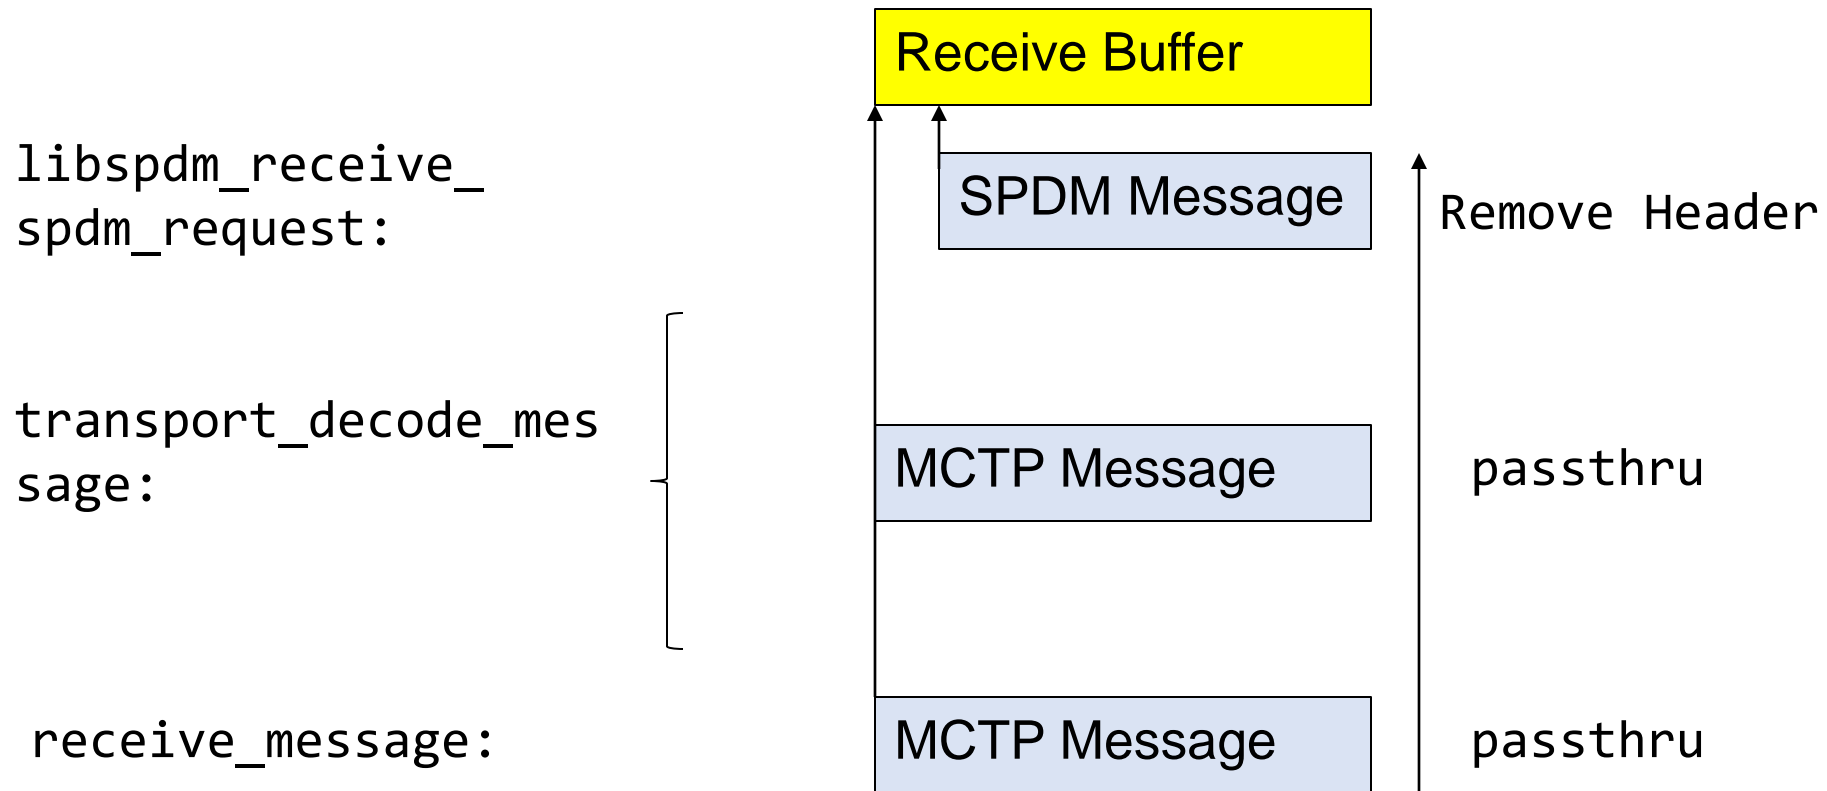 Receive Buffer
libspdm_receive_
spdm_request:
SPDM Message
Remove Header
transport_decode_mes
sage:
MCTP Message
passthru
receive_message:
MCTP Message
passthru